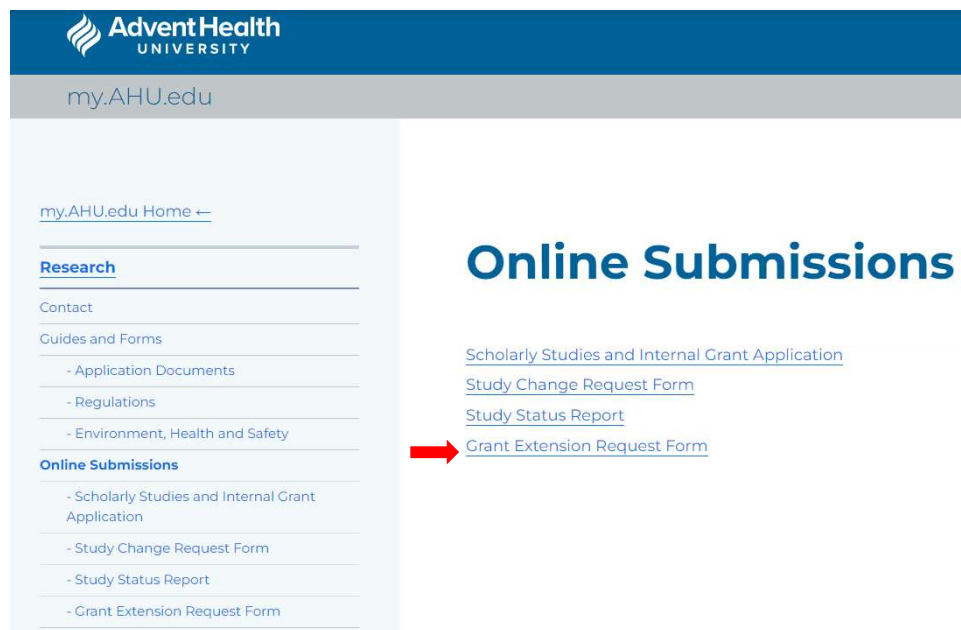 AdventHealth
UNIVERSITY
my.AHU.edu
my.AHU.edu Home ←
Research
Contact
Guides and Forms
- Application Documents
- Regulations
- Environment, Health and Safety
Online Submissions
- Scholarly Studies and Internal Grant
Application
- Study Change Request Form
- Study Status Report
- Grant Extension Request Form
Online Submissions
Scholarly Studies and Internal Grant Application
Study Change Request Form
Study Status Report
Grant Extension Request Form